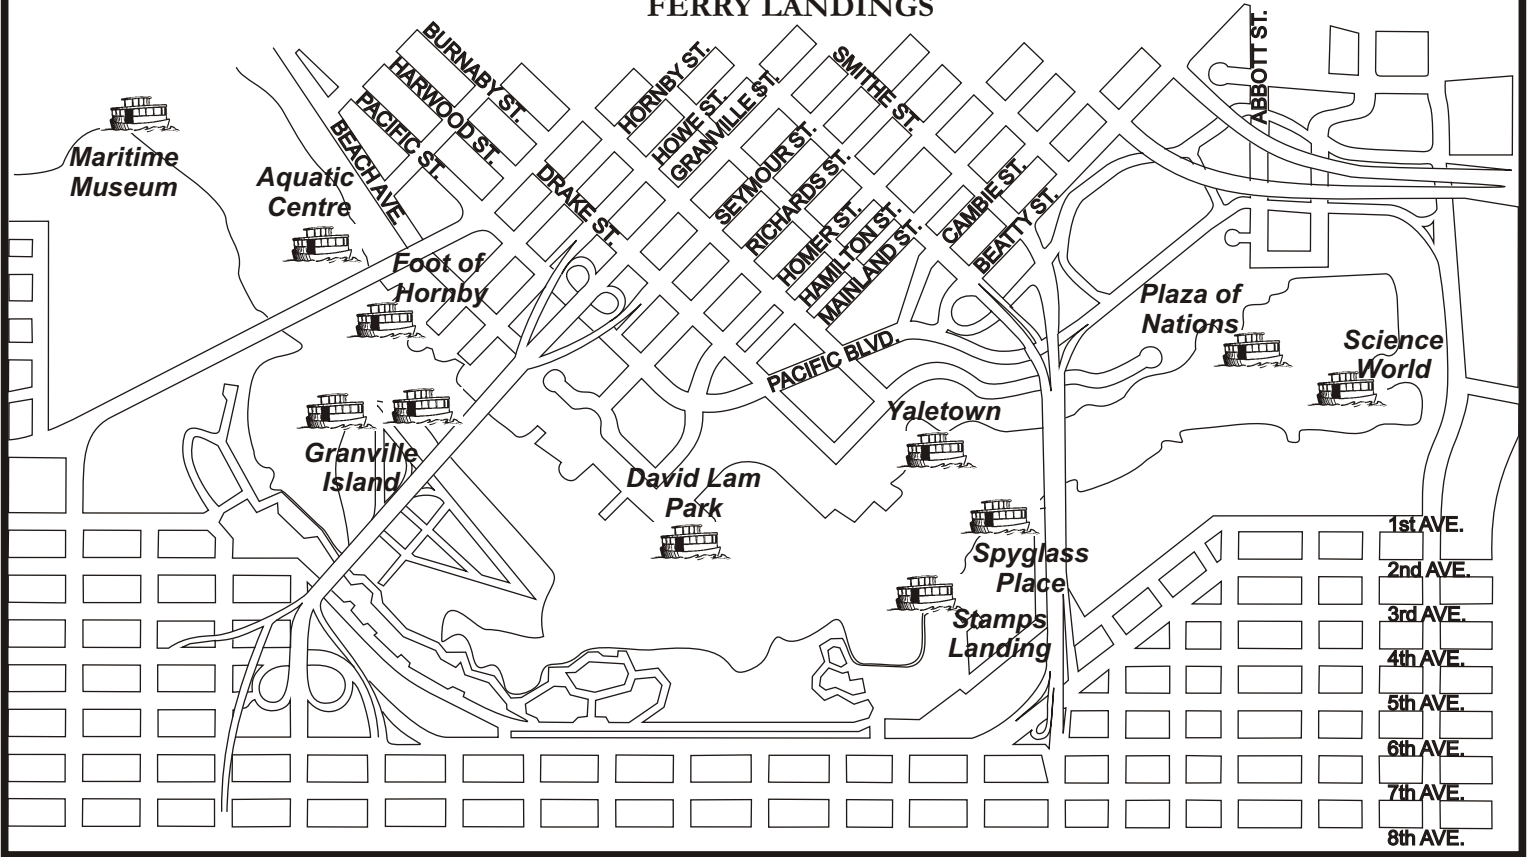 FERRY LANDINGS
BURNABY ST.
HARWOOD ST.
PACIFIC ST.
BEACH AVE
DRAKE ST.
HORNBY ST.
HOWE ST.
GRANVILLE ST.
SMITHE ST.
SEYMOUR ST.
RICHARDS ST.
HOMER ST.
HAMILTON ST.
MAINLAND ST.
CAMBIE ST.
BEATTY ST.
ABBOTT ST.
PACIFIC BLVD.
Maritime
Museum
Aquatic
Centre
Foot of
Hornby
Granville
Island
David Lam
Park
Yaletown
Plaza of
Nations
Science
World
Spyglass
Place
Stamps
Landing
1st AVE.
2nd AVE.
3rd AVE.
4th AVE.
5th AVE.
6th AVE.
7th AVE.
8th AVE.